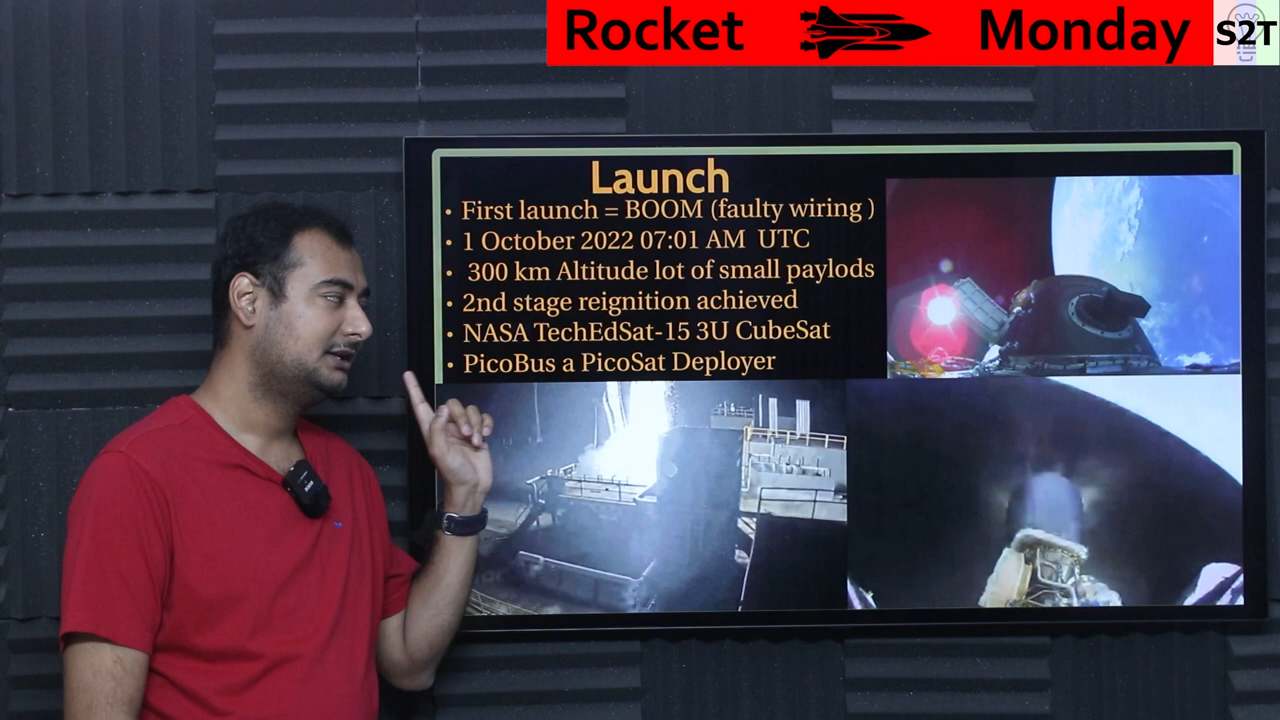 Rocket Monday S2T
Launch
• First launch = BOOM (faulty wiring )
• 1 October 2022 07:01 AM UTC
• 300 km Altitude lot of small paylods
• 2nd stage reignition achieved
• NASA TechEdSat-15 3U CubeSat
• PicoBus a PicoSat Deployer